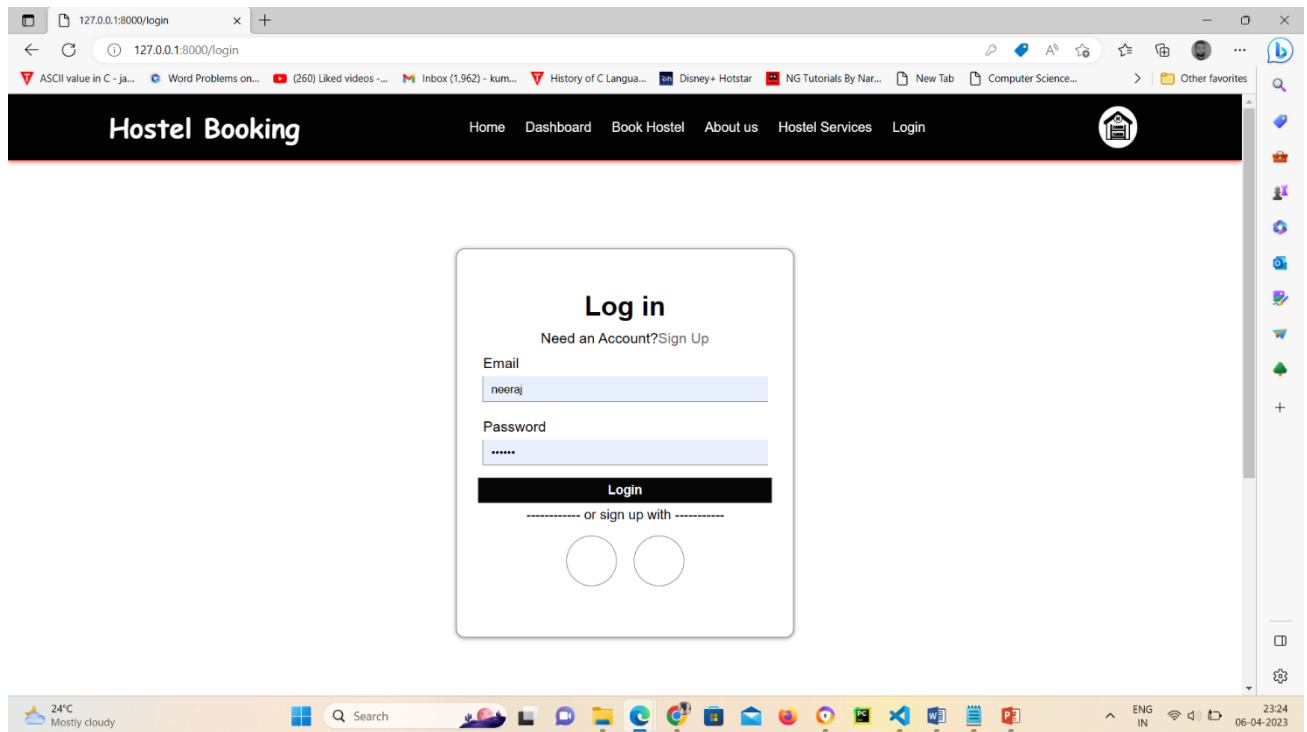 127.0.0.1:8000/login
127.0.0.1:8000/login
ASCII value in C - ja... Word Problems on... (260) Liked videos -... Inbox (1,962) - kum... History of C Langua... Disney+ Hotstar NG Tutorials By Nar... New Tab Computer Science... Other favorites
Hostel Booking Home Dashboard Book Hostel About us Hostel Services Login
Log in
Need an Account?Sign Up
Email
neeraj
Password
••••••
Login
------------ or sign up with -----------
24°C
Mostly cloudy
Search
ENG
IN
23:24
06-04-2023